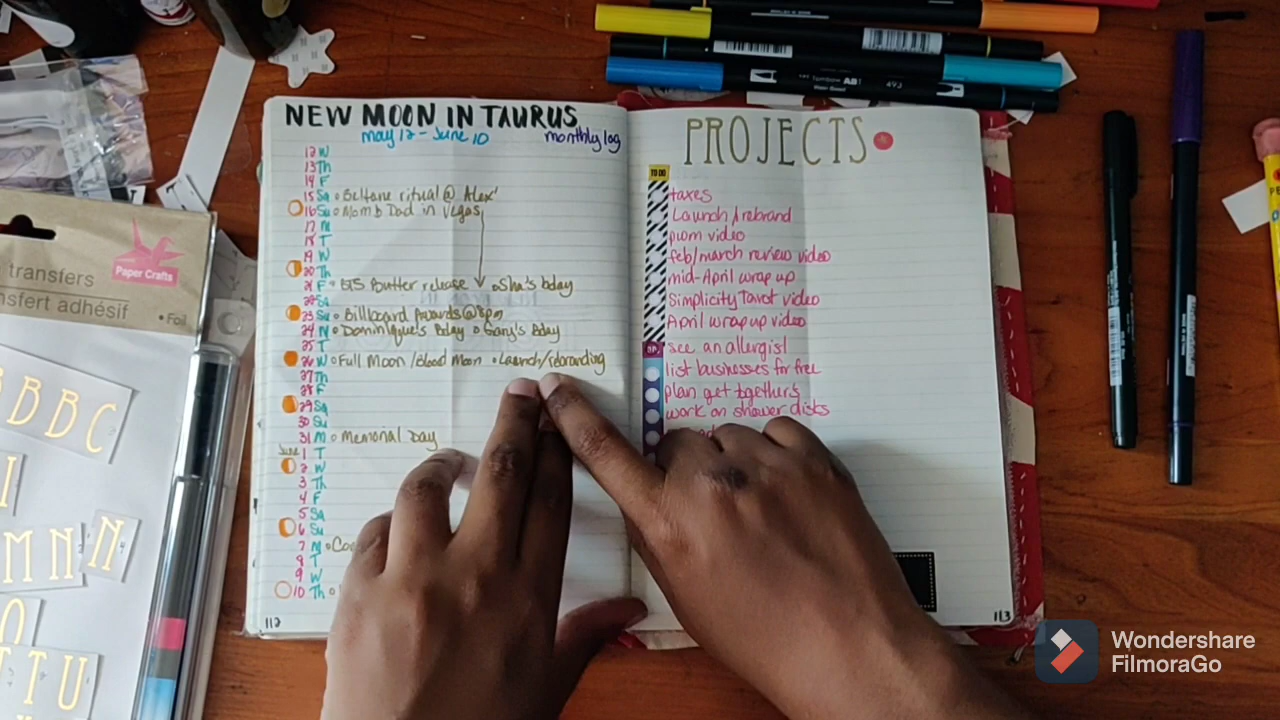 NEW MOON IN TAURUS
may 12 - June 10
monthly log
12 W
13 Th
14 F
15 Sa • Beltane ritual @ Alex'
16 Su • Mom & Dad in Vegas
17 M
18 T
19 W
20 Th
21 F • BTS Butter release • Sha's bday
22 Sa
23 Su • Billboard Awards @ 8pm
24 M • Dominique's Bday • Gary's Bday
25 T
26 W • Full Moon / Blood Moon • Launch/rebranding
27 Th
28 F
29 Sa
30 Su
31 M • Memorial Day
June 1 T
2 W
3 Th
4 F
5 Sa
6 Su
7 M
8 T
9 W
10 Th
112
PROJECTS
TO DO
taxes
Launch / rebrand
pwm video
feb/march review video
mid-April wrap up
Simplicity Tarot video
April wrap up video
see an allergist
list businesses for free
plan get togethers
work on shower disks
113
transfers
nsfert adhésif
Paper Crafts
• Foil
BBBC
I
MN
N
O
TTU
Tombow ABT
493
Wondershare
FilmoraGo